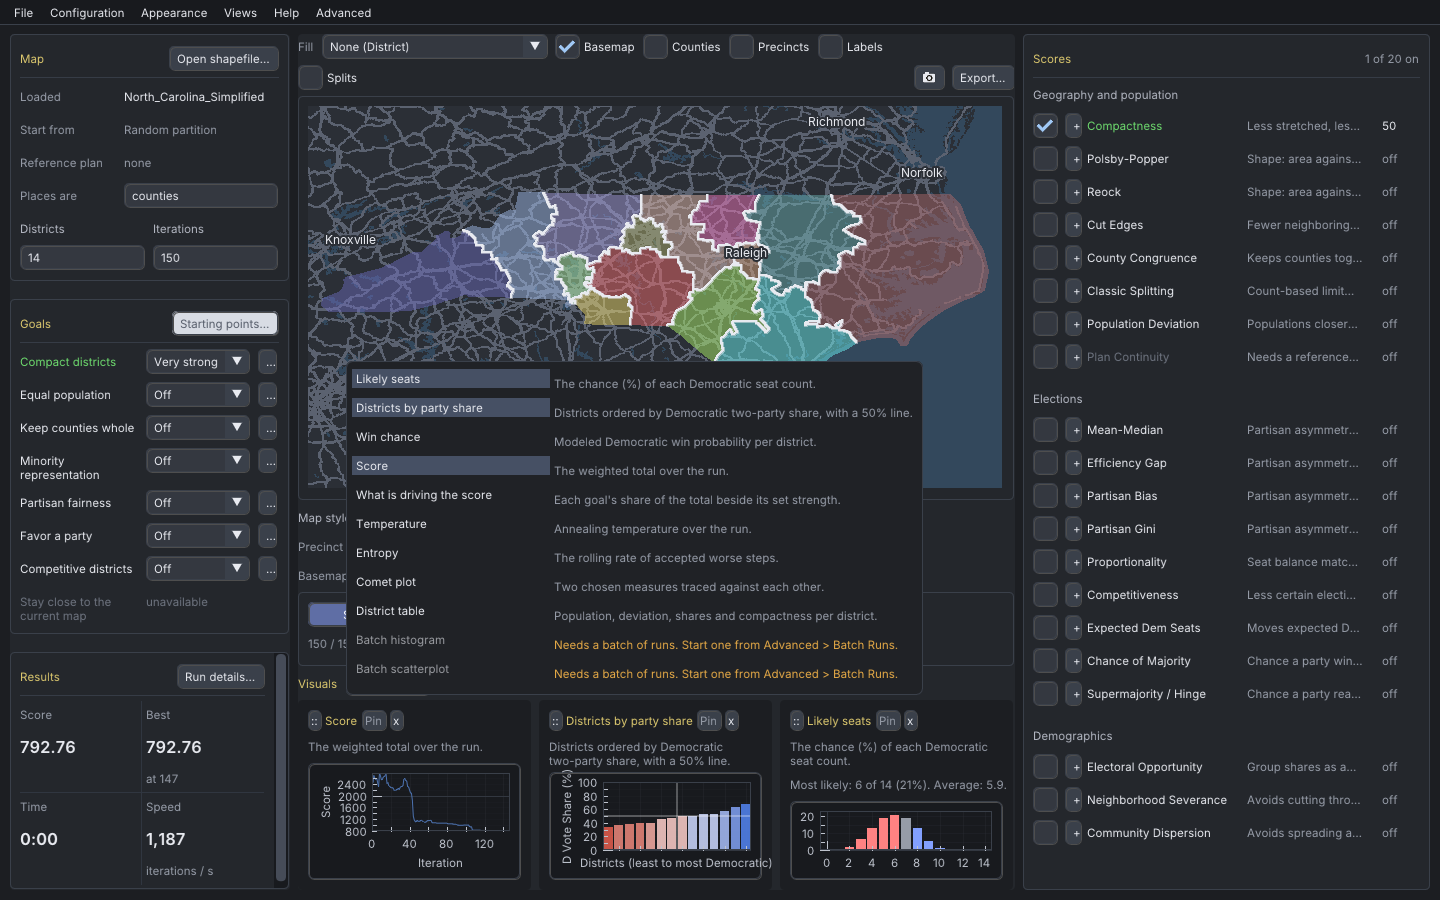 File Configuration Appearance Views Help Advanced
Map Open shapefile...
Loaded North_Carolina_Simplified
Start from Random partition
Reference plan none
Places are counties
Districts Iterations
14 150
Goals Starting points...
Compact districts Very strong ...
Equal population Off ...
Keep counties whole Off ...
Minority
representation Off ...
Partisan fairness Off ...
Favor a party Off ...
Competitive districts Off ...
Stay close to the
current map unavailable
Results Run details...
Score Best
792.76 792.76
at 147
Time Speed
0:00 1,187
iterations / s
Fill None (District) Basemap Counties Precincts Labels
Splits Export...
Richmond
Norfolk
Knoxville
Raleigh
Likely seats The chance (%) of each Democratic seat count.
Districts by party share Districts ordered by Democratic two-party share, with a 50% line.
Win chance Modeled Democratic win probability per district.
Score The weighted total over the run.
What is driving the score Each goal's share of the total beside its set strength.
Temperature Annealing temperature over the run.
Entropy The rolling rate of accepted worse steps.
Comet plot Two chosen measures traced against each other.
District table Population, deviation, shares and compactness per district.
Batch histogram Needs a batch of runs. Start one from Advanced > Batch Runs.
Batch scatterplot Needs a batch of runs. Start one from Advanced > Batch Runs.
Map style
Precinct
Basemap
150 / 15
Visuals
:: Score Pin x
The weighted total over the run.
Score
2400
2000
1600
1200
800
0 40 80 120
Iteration
:: Districts by party share Pin x
Districts ordered by Democratic
two-party share, with a 50% line.
D Vote Share (%)
100
80
60
40
20
0
Districts (least to most Democratic)
:: Likely seats Pin x
The chance (%) of each Democratic
seat count.
Most likely: 6 of 14 (21%). Average: 5.9.
20
10
0
0 2 4 6 8 10 12 14
Scores 1 of 20 on
Geography and population
+ Compactness Less stretched, les... 50
+ Polsby-Popper Shape: area agains... off
+ Reock Shape: area agains... off
+ Cut Edges Fewer neighboring... off
+ County Congruence Keeps counties tog... off
+ Classic Splitting Count-based limit... off
+ Population Deviation Populations closer... off
+ Plan Continuity Needs a reference... off
Elections
+ Mean-Median Partisan asymmetr... off
+ Efficiency Gap Partisan asymmetr... off
+ Partisan Bias Partisan asymmetr... off
+ Partisan Gini Partisan asymmetr... off
+ Proportionality Seat balance matc... off
+ Competitiveness Less certain electi... off
+ Expected Dem Seats Moves expected D... off
+ Chance of Majority Chance a party win... off
+ Supermajority / Hinge Chance a party rea... off
Demographics
+ Electoral Opportunity Group shares as a... off
+ Neighborhood Severance Avoids cutting thro... off
+ Community Dispersion Avoids spreading a... off